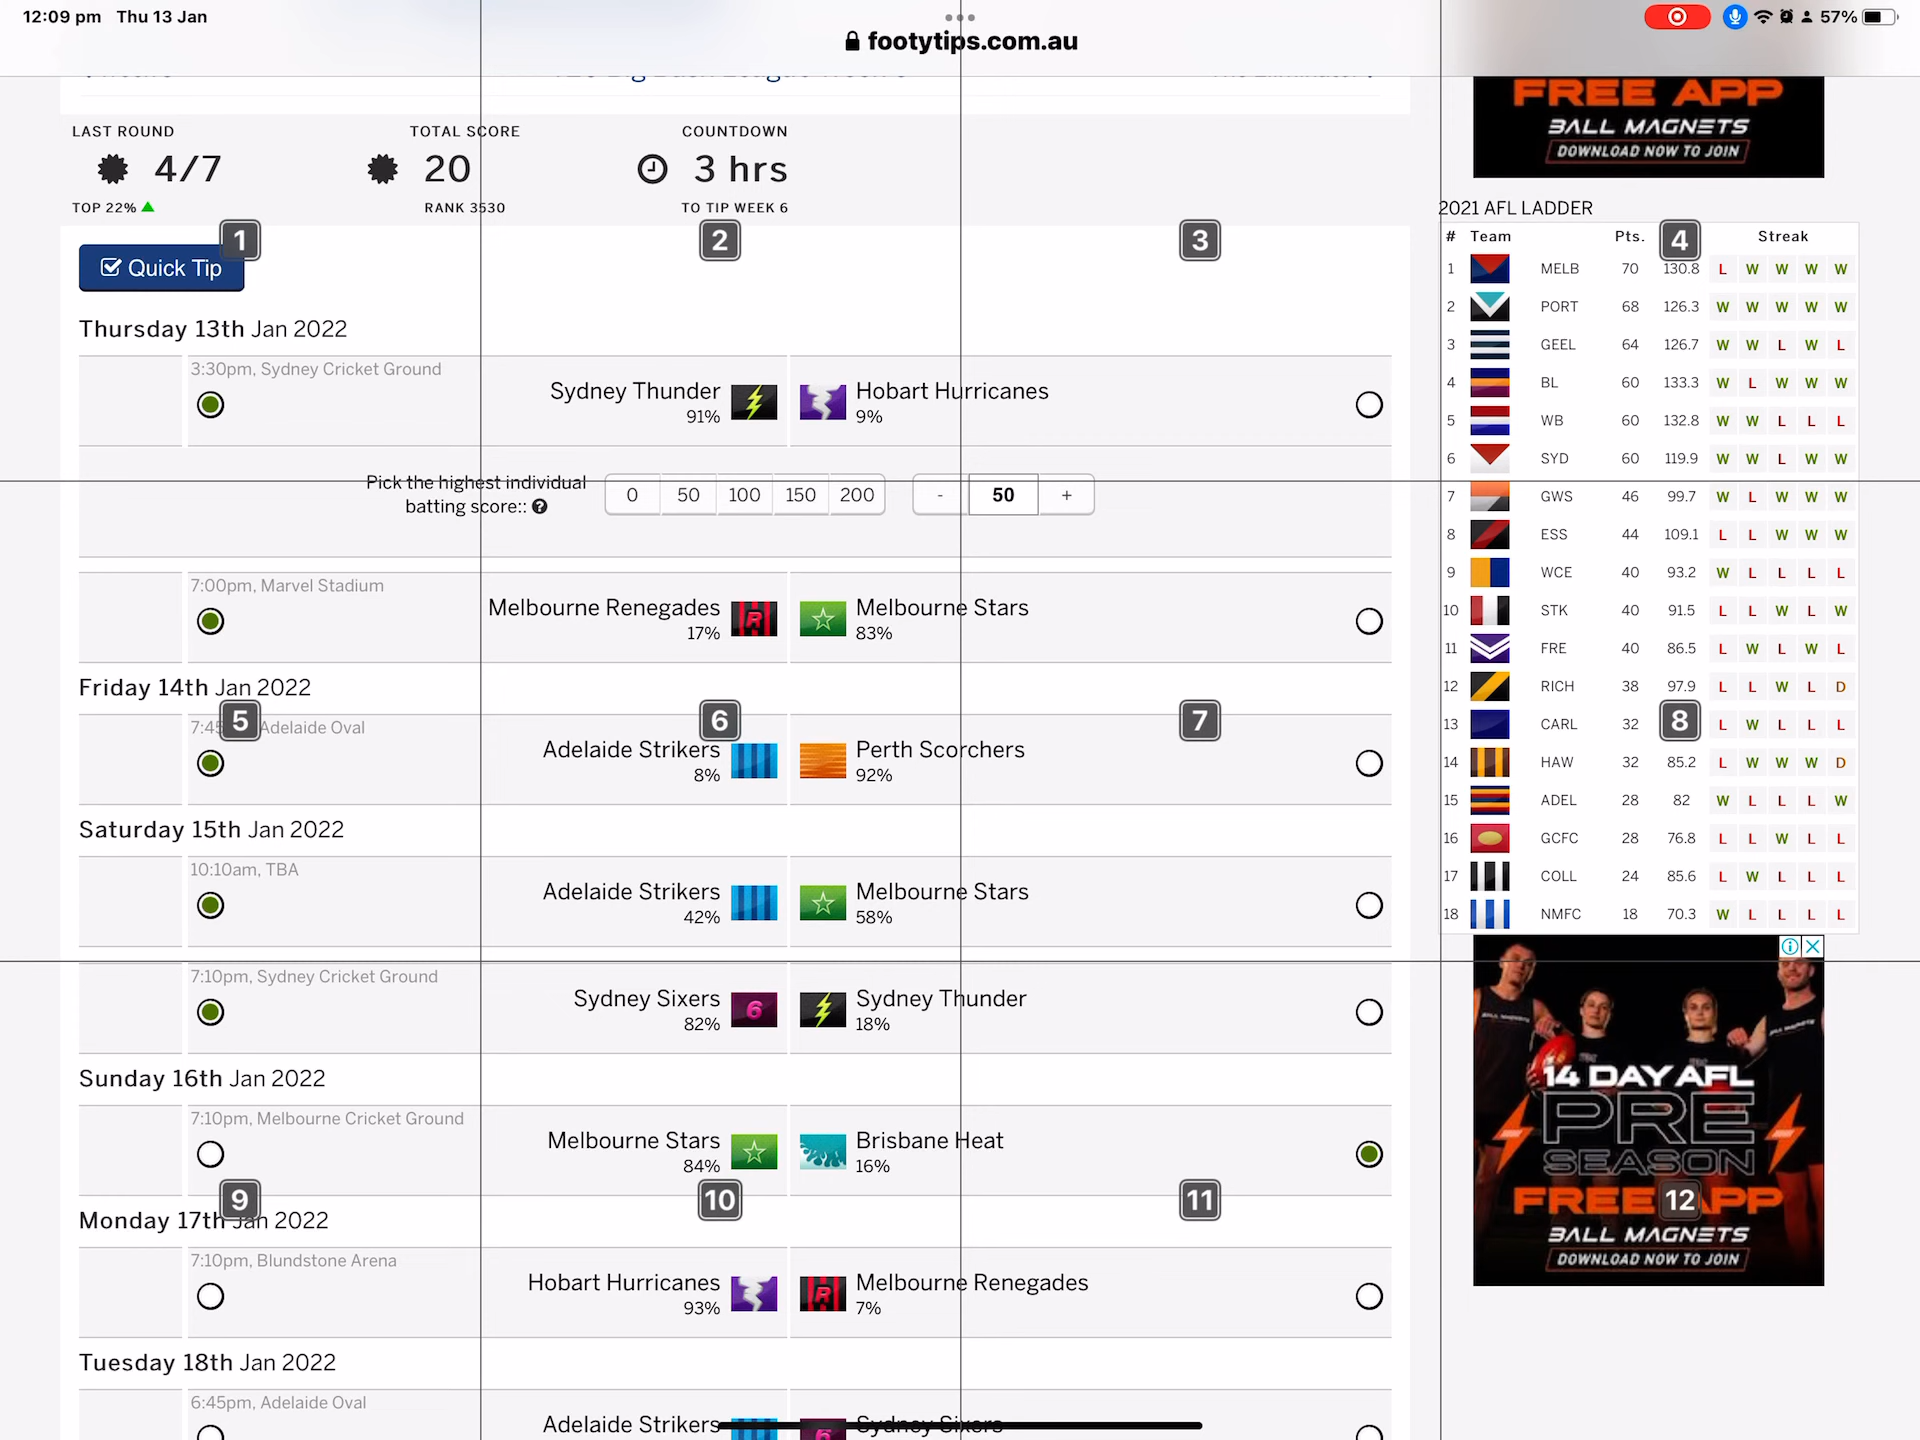 12:09 pm Thu 13 Jan
footytips.com.au
57%
LAST ROUND
4/7
TOP 22%
TOTAL SCORE
20
RANK 3530
COUNTDOWN
3 hrs
TO TIP WEEK 6
1
2
3
4
Quick Tip
Thursday 13th Jan 2022
3:30pm, Sydney Cricket Ground
Sydney Thunder
91%
Hobart Hurricanes
9%
Pick the highest individual
batting score::
0 50 100 150 200
- 50 +
7:00pm, Marvel Stadium
Melbourne Renegades
17%
Melbourne Stars
83%
Friday 14th Jan 2022
5
6
7
8
7:45 Adelaide Oval
Adelaide Strikers
8%
Perth Scorchers
92%
Saturday 15th Jan 2022
10:10am, TBA
Adelaide Strikers
42%
Melbourne Stars
58%
7:10pm, Sydney Cricket Ground
Sydney Sixers
82%
Sydney Thunder
18%
Sunday 16th Jan 2022
7:10pm, Melbourne Cricket Ground
Melbourne Stars
84%
Brisbane Heat
16%
9
10
11
12
Monday 17th Jan 2022
7:10pm, Blundstone Arena
Hobart Hurricanes
93%
Melbourne Renegades
7%
Tuesday 18th Jan 2022
6:45pm, Adelaide Oval
Adelaide Strikers
Sydney Sixers
FREE APP
BALL MAGNETS
DOWNLOAD NOW TO JOIN
2021 AFL LADDER
# Team Pts. Streak
1 MELB 70 130.8 L W W W W
2 PORT 68 126.3 W W W W W
3 GEEL 64 126.7 W W L W L
4 BL 60 133.3 W L W W W
5 WB 60 132.8 W W L L L
6 SYD 60 119.9 W W L W W
7 GWS 46 99.7 W L W W W
8 ESS 44 109.1 L L W W W
9 WCE 40 93.2 W L L L L
10 STK 40 91.5 L L W L W
11 FRE 40 86.5 L W L W L
12 RICH 38 97.9 L L W L D
13 CARL 32 L W L L L
14 HAW 32 85.2 L W W W D
15 ADEL 28 82 W L L L W
16 GCFC 28 76.8 L L W L L
17 COLL 24 85.6 L W L L L
18 NMFC 18 70.3 W L L L L
14 DAY AFL
PRE
SEASON
FREE APP
BALL MAGNETS
DOWNLOAD NOW TO JOIN